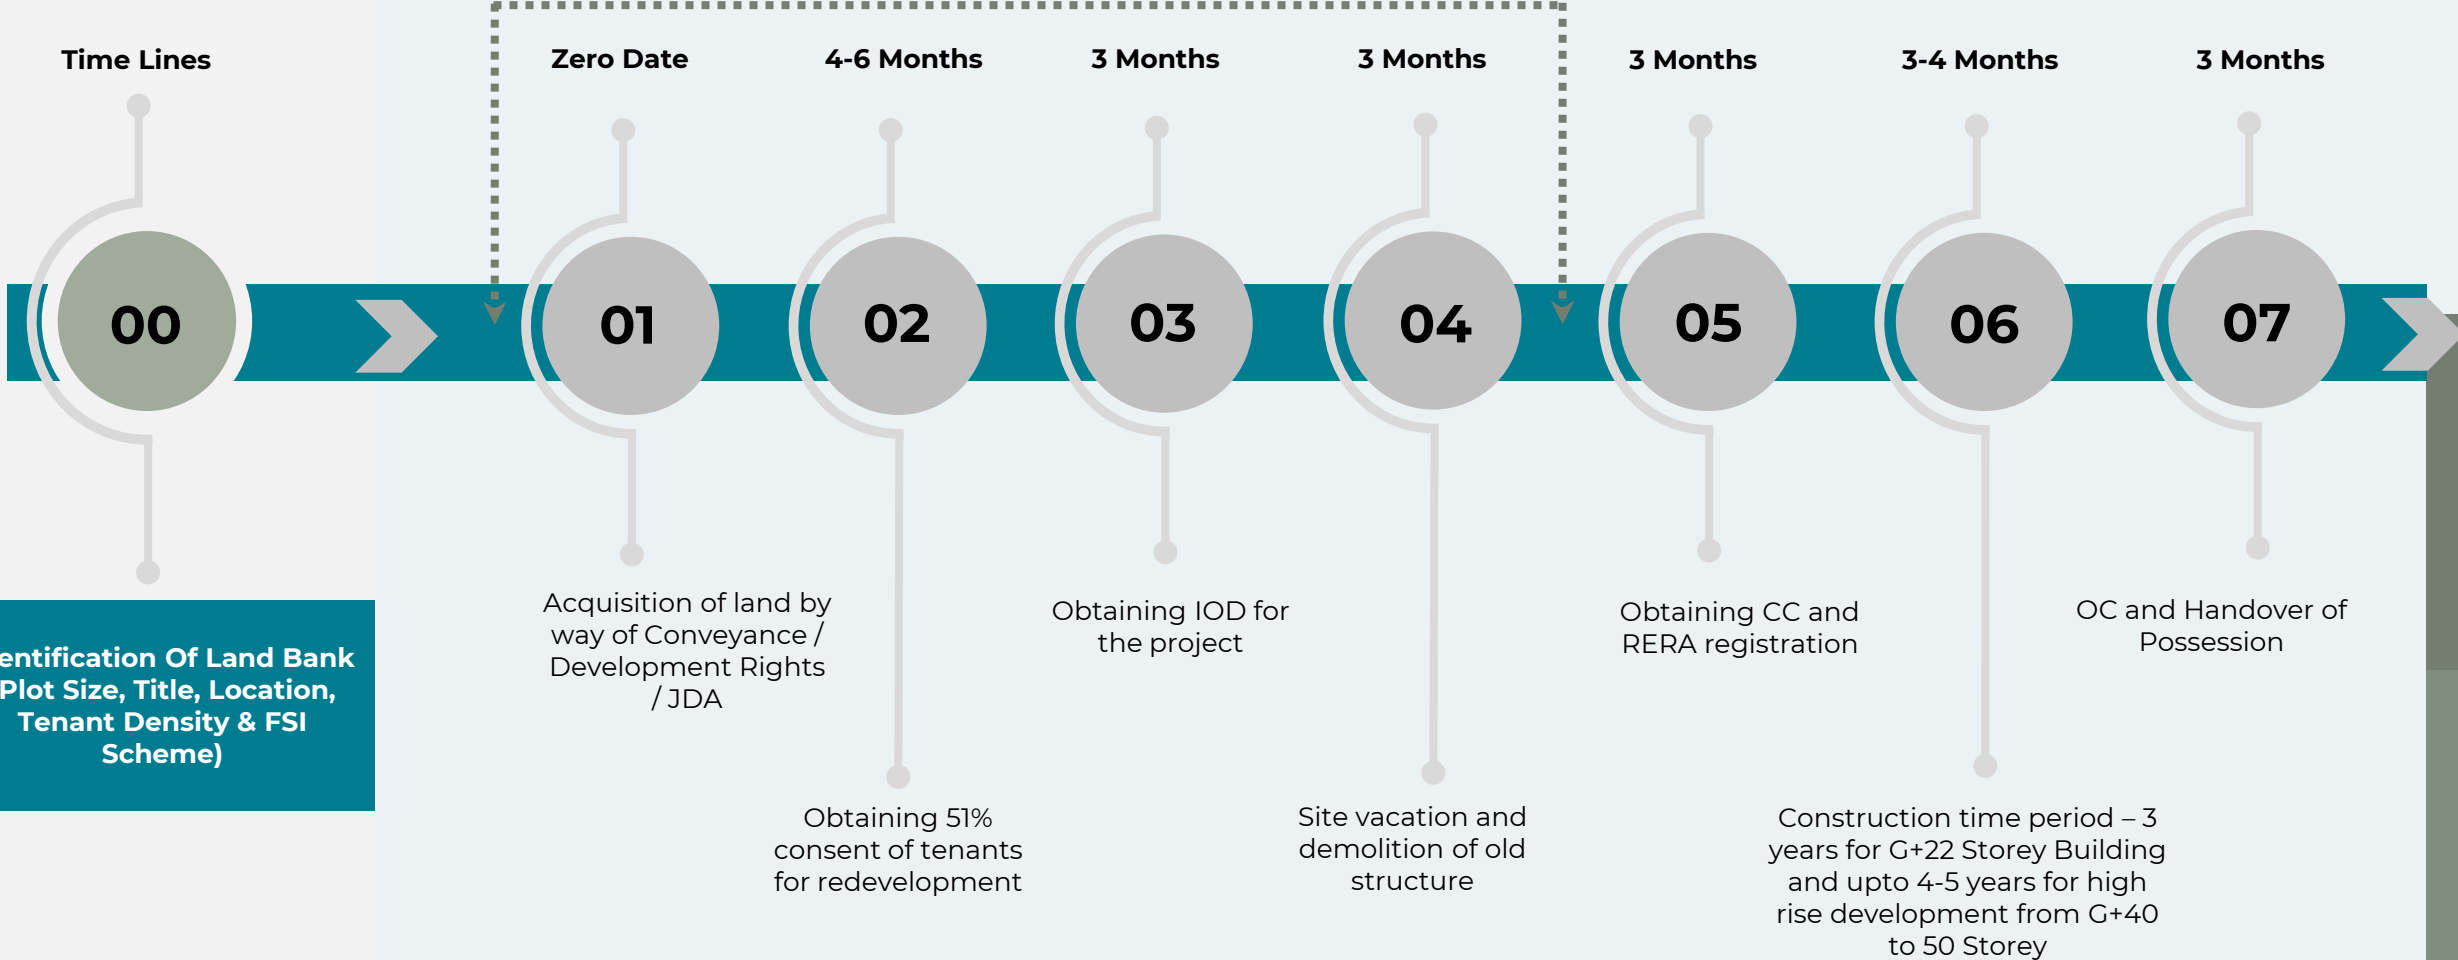 Time Lines
Zero Date
4-6 Months
3 Months
3 Months
3 Months
3-4 Months
3 Months
00
01
02
03
04
05
06
07
entification Of Land Bank
Plot Size, Title, Location,
Tenant Density & FSI
Scheme)
Acquisition of land by
way of Conveyance /
Development Rights
/ JDA
Obtaining 51%
consent of tenants
for redevelopment
Obtaining IOD for
the project
Site vacation and
demolition of old
structure
Obtaining CC and
RERA registration
Construction time period – 3
years for G+22 Storey Building
and upto 4-5 years for high
rise development from G+40
to 50 Storey
OC and Handover of
Possession